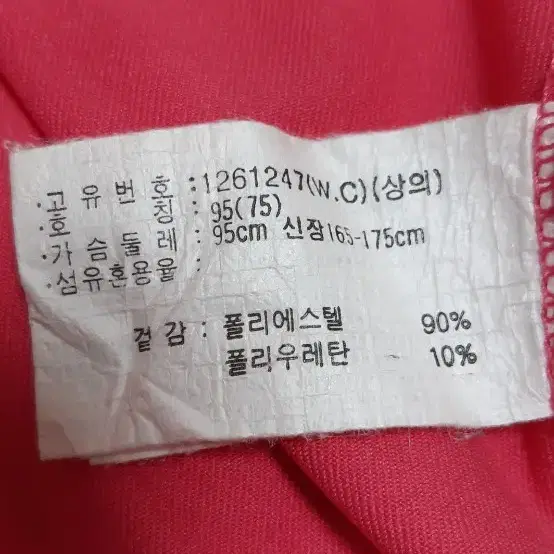 ·고유번호:1261247(W.C)(상의)
·호 칭:95(75)
·가슴둘레:95cm 신장165-175cm
·섬유혼용율:
겉감:폴리에스텔 90%
폴리우레탄 10%